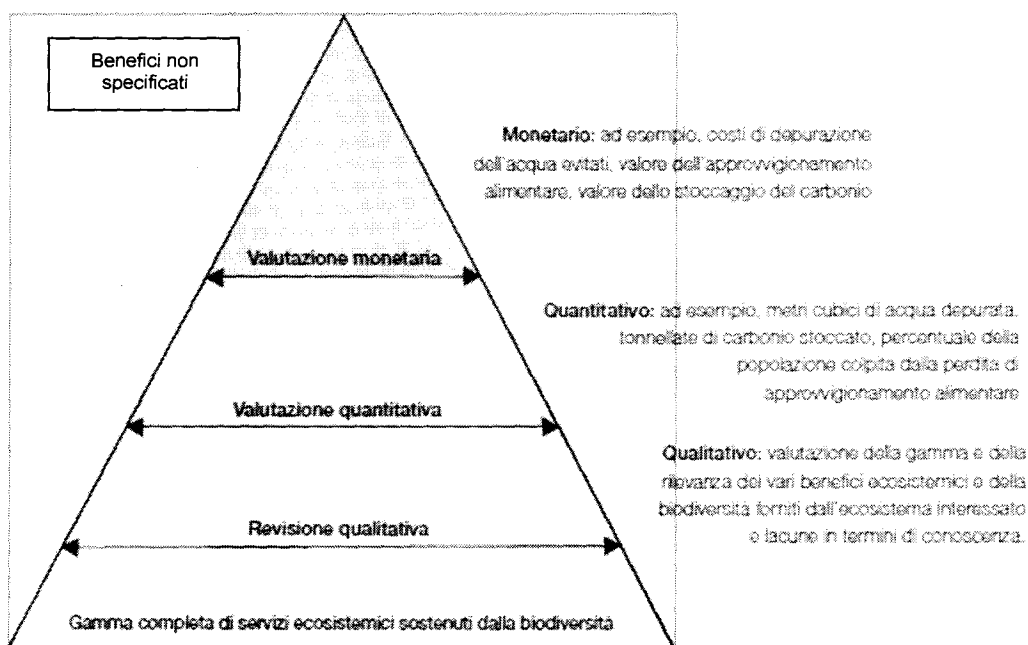 Benefici non
specificati
Monetario: ad esempio, costi di depurazione
dell'acqua evitati, valore dell'approvvigionamento
alimentare, valore dello stoccaggio del carbonio
Valutazione monetaria
Quantitativo: ad esempio, metri cubici di acqua depurata,
tonnellate di carbonio stoccato, percentuale della
popolazione colpita dalla perdita di
approvvigionamento alimentare
Valutazione quantitativa
Qualitativo: valutazione della gamma e della
rilevanza dei vari benefici ecosistemici e della
biodiversità forniti dall'ecosistema interessato
e lacune in termini di conoscenza.
Revisione qualitativa
Gamma completa di servizi ecosistemici sostenuti dalla biodiversità